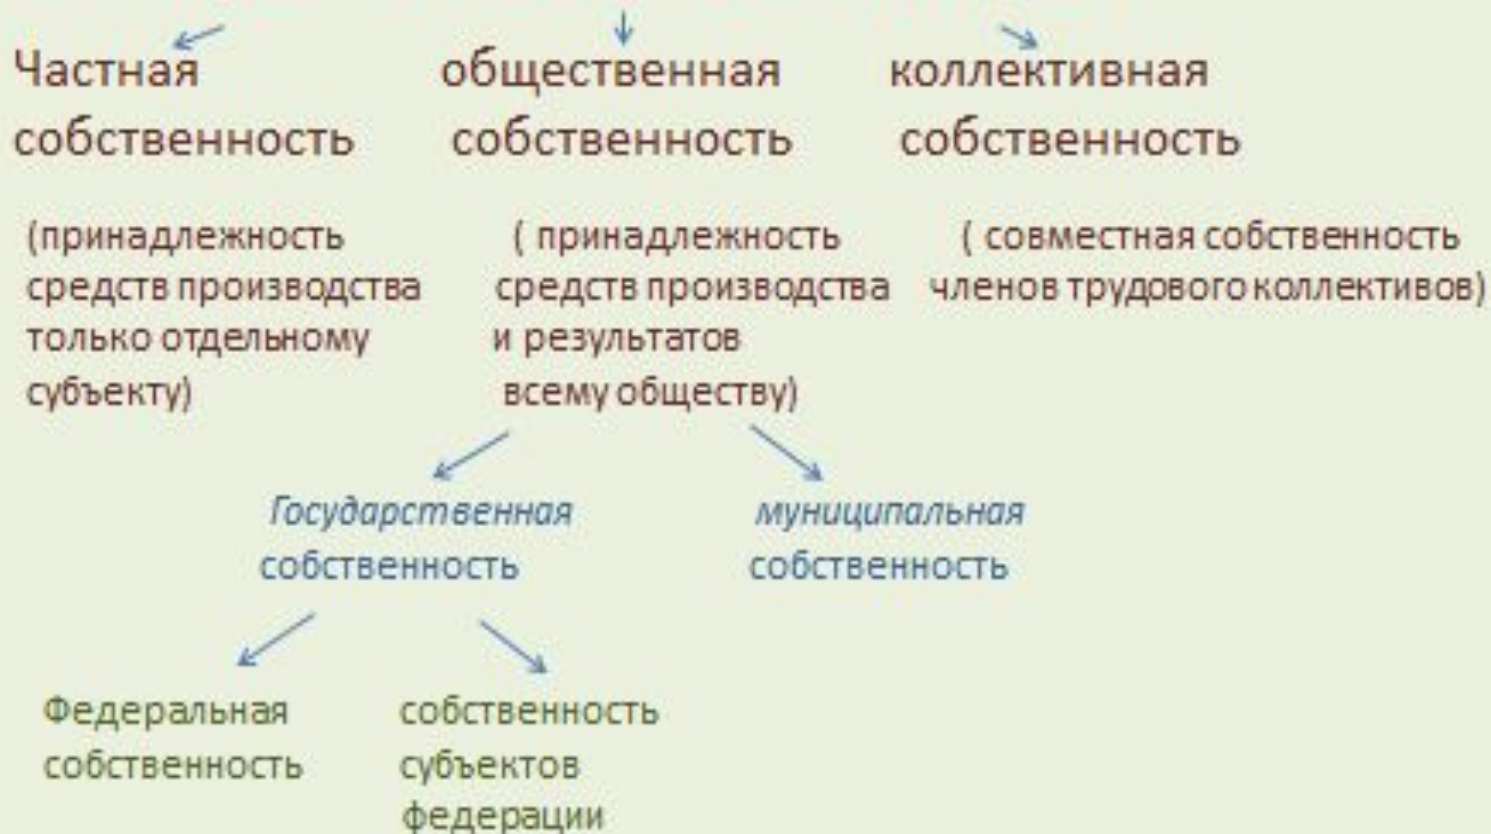 Частная
собственность
(принадлежность
средств производства
только отдельному
субъекту)
общественная
собственность
( принадлежность
средств производства
и результатов
всему обществу)
коллективная
собственность
( совместная собственность
членов трудового коллективов)
Государственная
собственность
муниципальная
собственность
Федеральная
собственность
собственность
субъектов
федерации